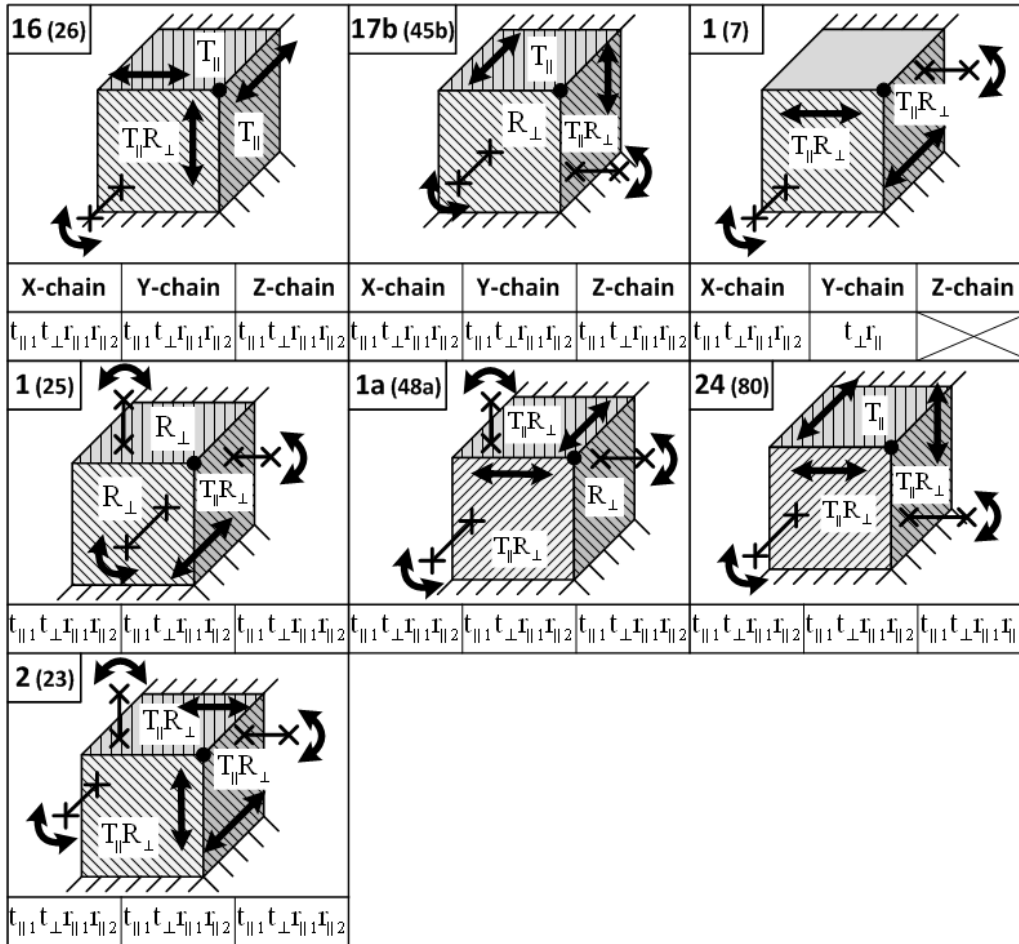 16 (26)
T∥
T∥R⊥
T∥
17b (45b)
T∥
R⊥
T∥R⊥
1 (7)
T∥R⊥
T∥R⊥
X-chain Y-chain Z-chain X-chain Y-chain Z-chain X-chain Y-chain Z-chain
t∥1t⊥r∥1r∥2 t∥1t⊥r∥1r∥2 t∥1t⊥r∥1r∥2 t∥1t⊥r∥1r∥2 t∥1t⊥r∥1r∥2 t∥1t⊥r∥1r∥2 t∥1t⊥r∥1r∥2 t⊥r∥
1 (25)
R⊥
R⊥
T∥R⊥
1a (48a)
T∥R⊥
R⊥
T∥R⊥
24 (80)
T∥
T∥R⊥
T∥R⊥
t∥1t⊥r∥1r∥2 t∥1t⊥r∥1r∥2 t∥1t⊥r∥1r∥2 t∥1t⊥r∥1r∥2 t∥1t⊥r∥1r∥2 t∥1t⊥r∥1r∥2 t∥1t⊥r∥1r∥2 t∥1t⊥r∥1r∥2 t∥1t⊥r∥1r∥
2 (23)
T∥R⊥
T∥R⊥
T∥R⊥
t∥1t⊥r∥1r∥2 t∥1t⊥r∥1r∥2 t∥1t⊥r∥1r∥2